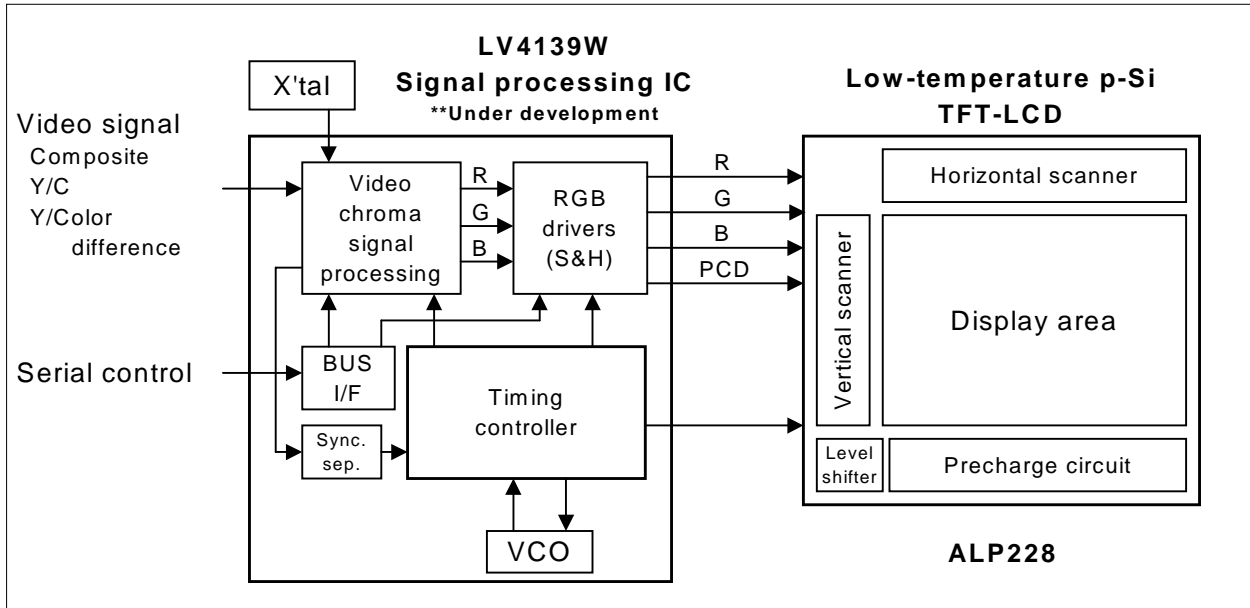 LV4139W
Signal processing IC
**Under development
Low-temperature p-Si
TFT-LCD
X'tal
Video signal
Composite
Y/C
Y/Color
difference
Video
chroma
signal
processing
R
G
B
RGB
drivers
(S&H)
R
G
B
PCD
Horizontal scanner
Vertical scanner
Display area
Serial control
BUS
I/F
Timing
controller
Sync.
sep.
Level
shifter
Precharge circuit
VCO
ALP228